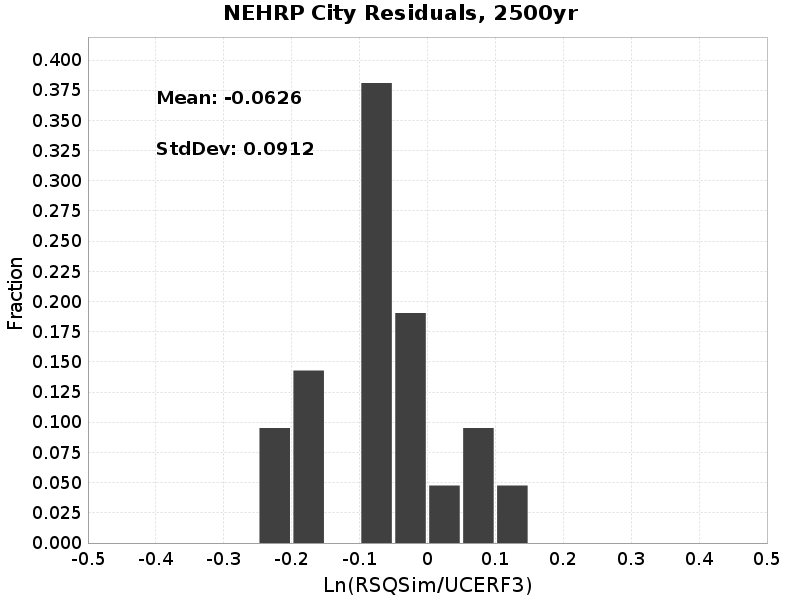 NEHRP City Residuals, 2500yr
0.400
0.375
0.350
0.325
0.300
0.275
0.250
0.225
0.200
0.175
0.150
0.125
0.100
0.075
0.050
0.025
0.000
Fraction
Mean: -0.0626
StdDev: 0.0912
-0.5 -0.4 -0.3 -0.2 -0.1 0 0.1 0.2 0.3 0.4 0.5
Ln(RSQSim/UCERF3)